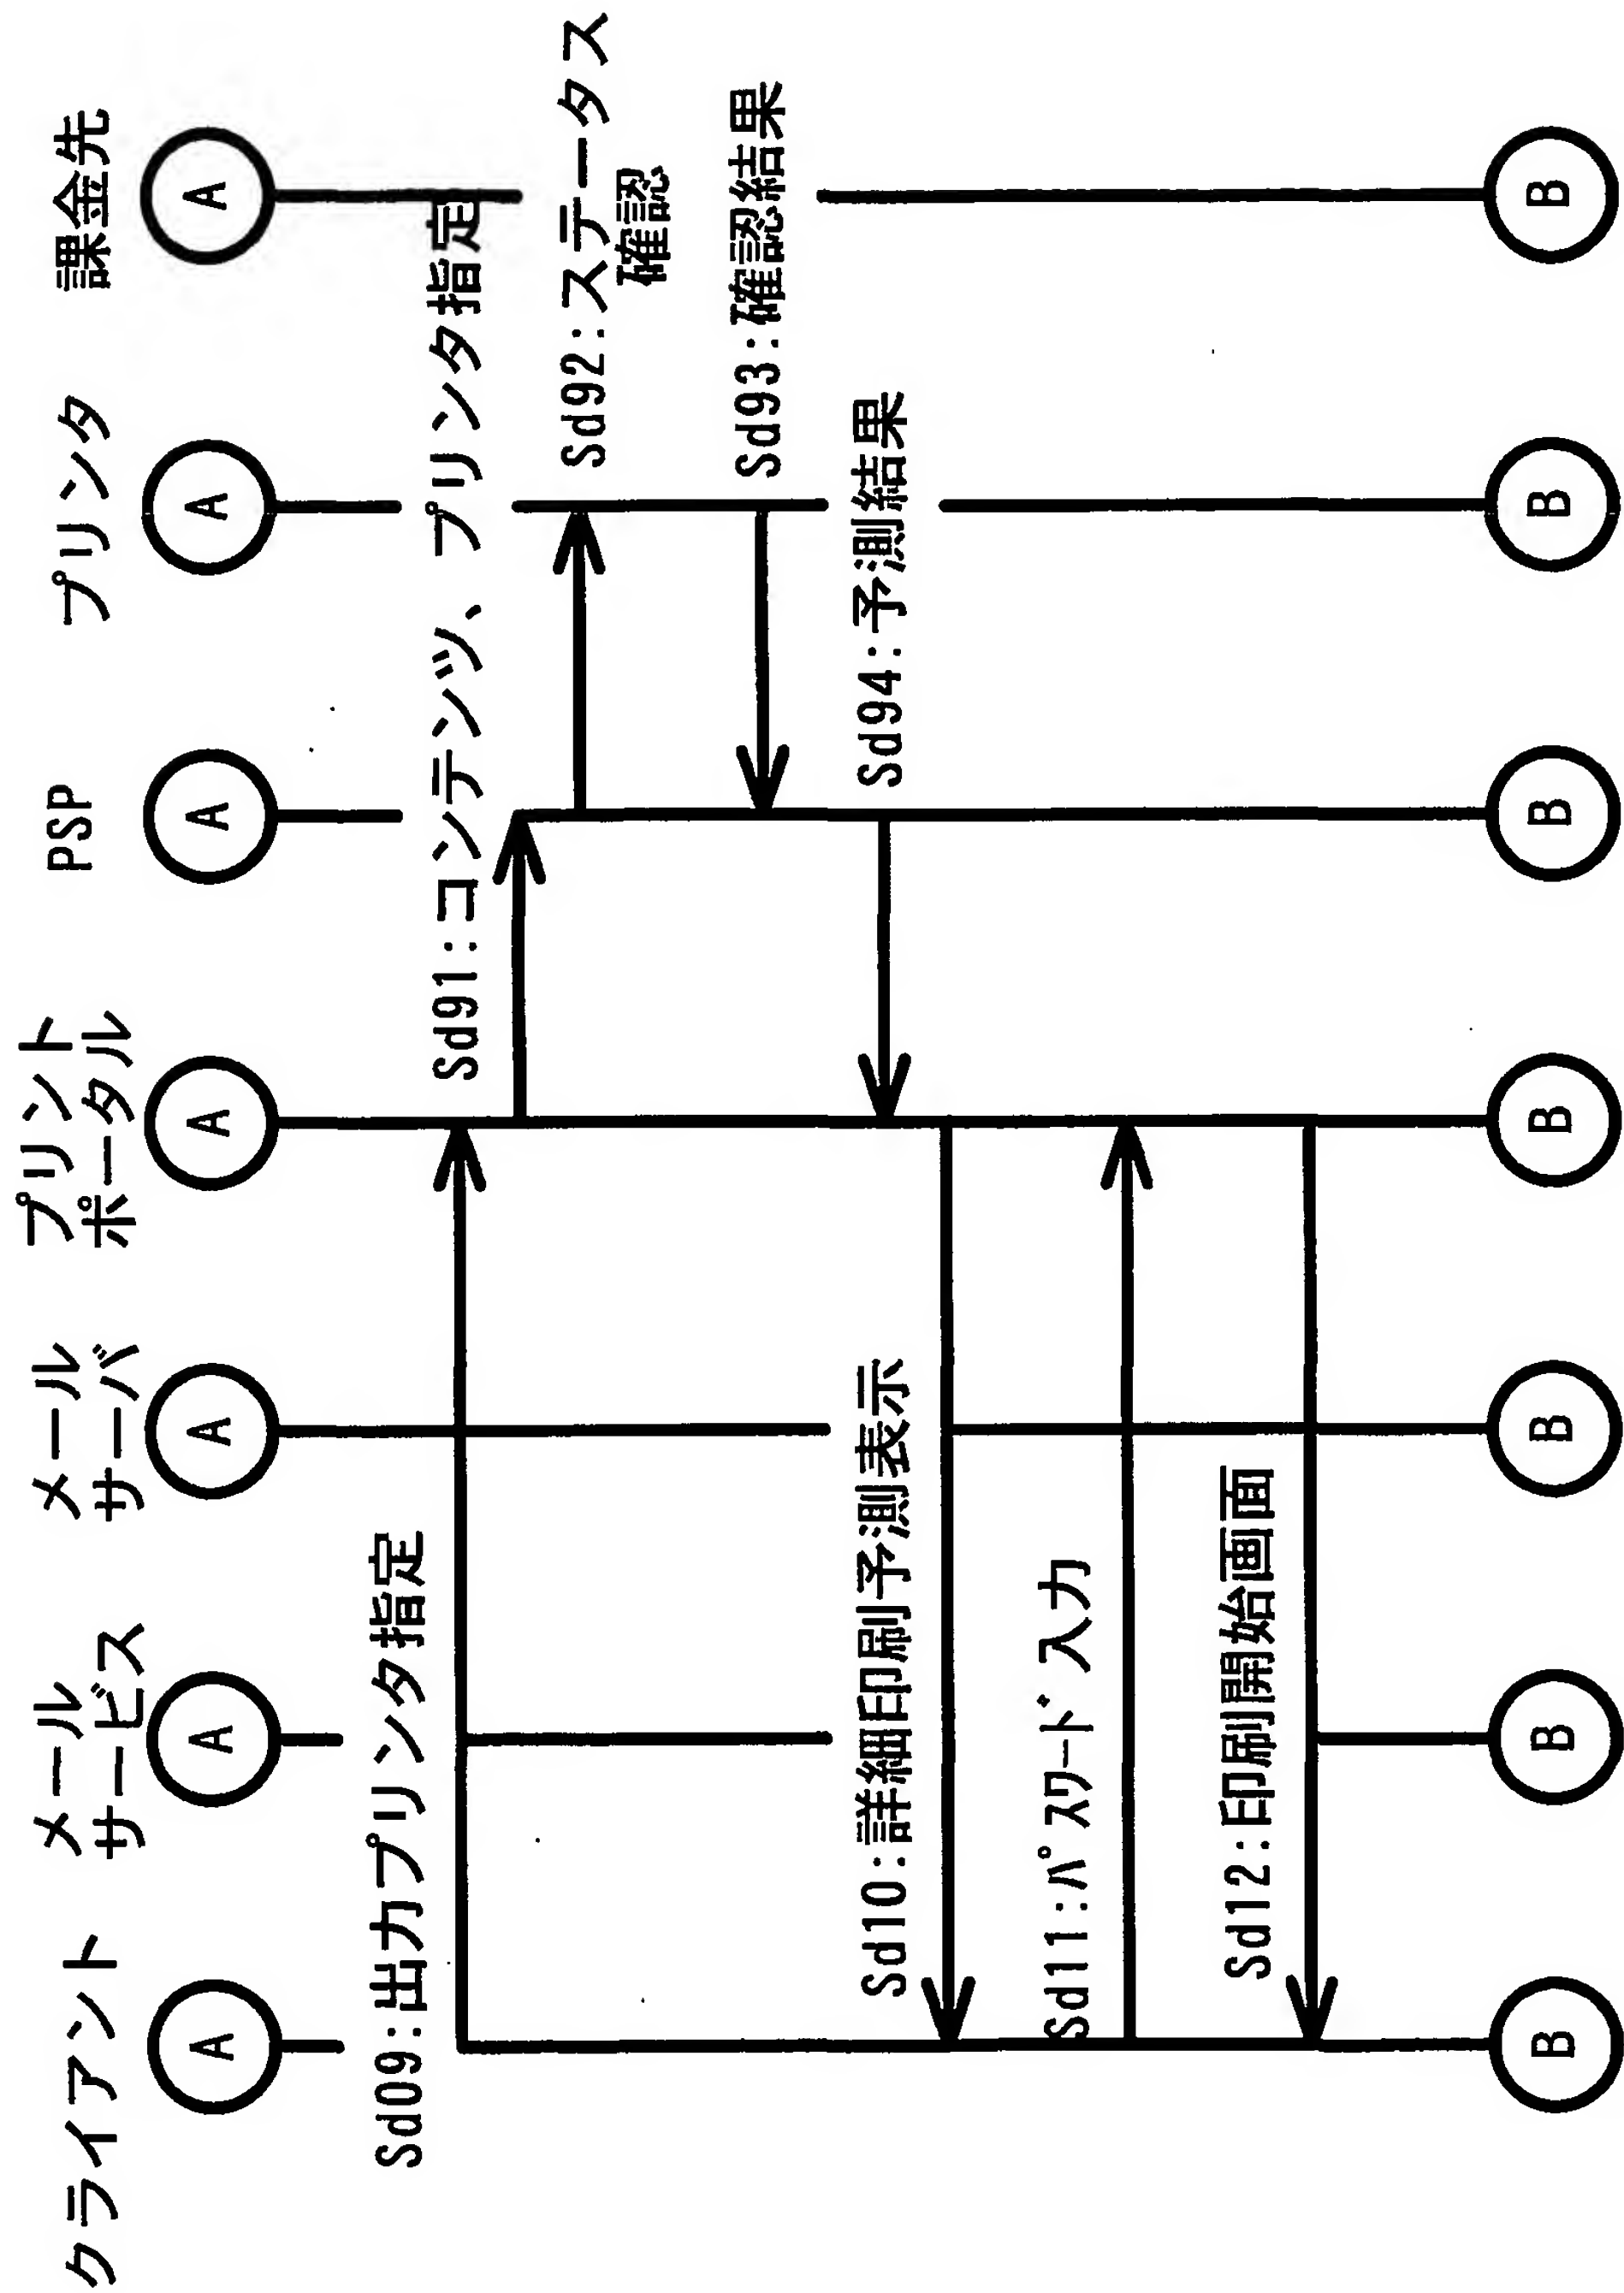 クライアント
メール
サービス
メール
サーバ
プリント
ポータル
PSP
プリンタ
課金先
A
A
A
A
A
A
A
Sd09:出力プリンタ指定
Sd91:コンテンツ、プリンタ指定
Sd92:ステータス
確認
Sd93:確認結果
Sd94:予測結果
Sd10:詳細印刷予測表示
Sd11:パスワード入力
Sd12:印刷開始画面
B
B
B
B
B
B
B